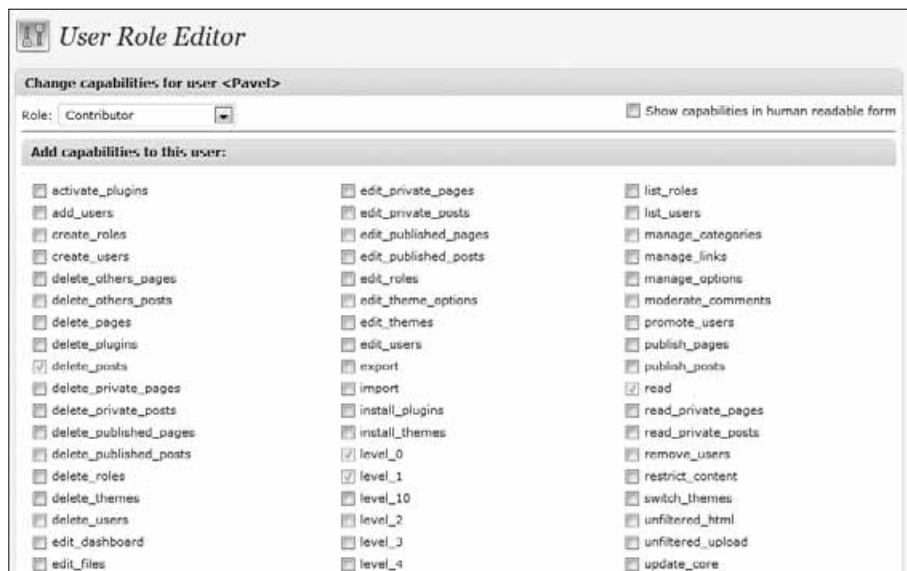 User Role Editor
Change capabilities for user <Pavel>
Role: Contributor
Show capabilities in human readable form
Add capabilities to this user:
activate_plugins
add_users
create_roles
create_users
delete_others_pages
delete_others_posts
delete_pages
delete_plugins
delete_posts
delete_private_pages
delete_private_posts
delete_published_pages
delete_published_posts
delete_roles
delete_themes
delete_users
edit_dashboard
edit_files
edit_private_pages
edit_private_posts
edit_published_pages
edit_published_posts
edit_roles
edit_theme_options
edit_themes
edit_users
export
import
install_plugins
install_themes
level_0
level_1
level_10
level_2
level_3
level_4
list_roles
list_users
manage_categories
manage_links
manage_options
moderate_comments
promote_users
publish_pages
publish_posts
read
read_private_pages
read_private_posts
remove_users
restrict_content
switch_themes
unfiltered_html
unfiltered_upload
update_core